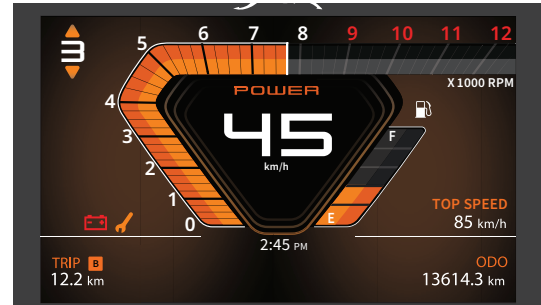 3
5 6 7 8 9 10 11 12
X 1000 RPM
POWER
4
45
km/h
F
3
2
1
0
E
TOP SPEED
85 km/h
2:45 PM
TRIP B
12.2 km
ODO
13614.3 km